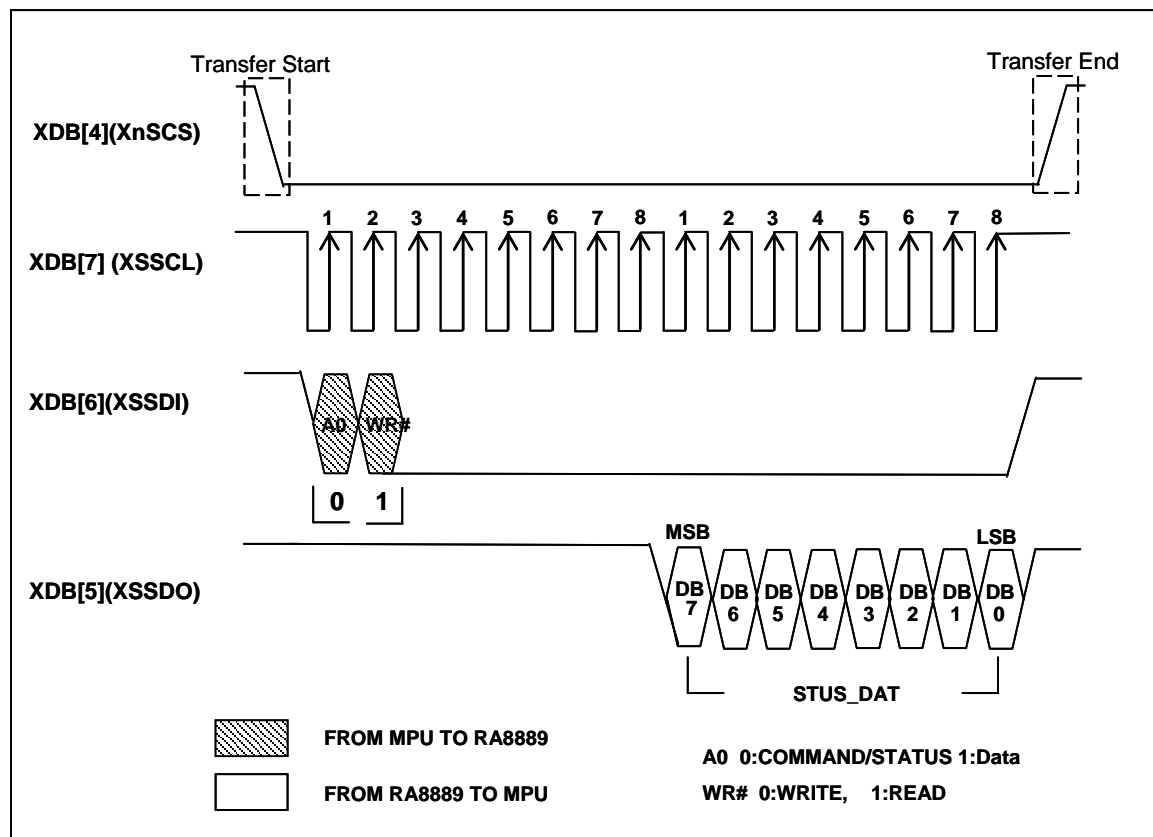 Transfer Start
Transfer End
XDB[4](XnSCS)
1 2 3 4 5 6 7 8 1 2 3 4 5 6 7 8
XDB[7] (XSSCL)
XDB[6](XSSDI)
A0 WR#
0 1
MSB LSB
XDB[5](XSSDO)
DB DB DB DB DB DB DB DB
7 6 5 4 3 2 1 0
STUS_DAT
FROM MPU TO RA8889
A0 0:COMMAND/STATUS 1:Data
FROM RA8889 TO MPU
WR# 0:WRITE, 1:READ